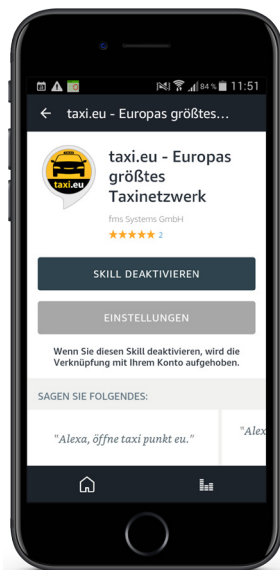 84 % 11:51
taxi.eu - Europas größtes...
taxi.eu
taxi.eu - Europas
größtes
Taxinetzwerk
fms Systems GmbH
2
SKILL DEAKTIVIEREN
EINSTELLUNGEN
Wenn Sie diesen Skill deaktivieren, wird die
Verknüpfung mit Ihrem Konto aufgehoben.
SAGEN SIE FOLGENDES:
"Alexa, öffne taxi punkt eu."
"Alex